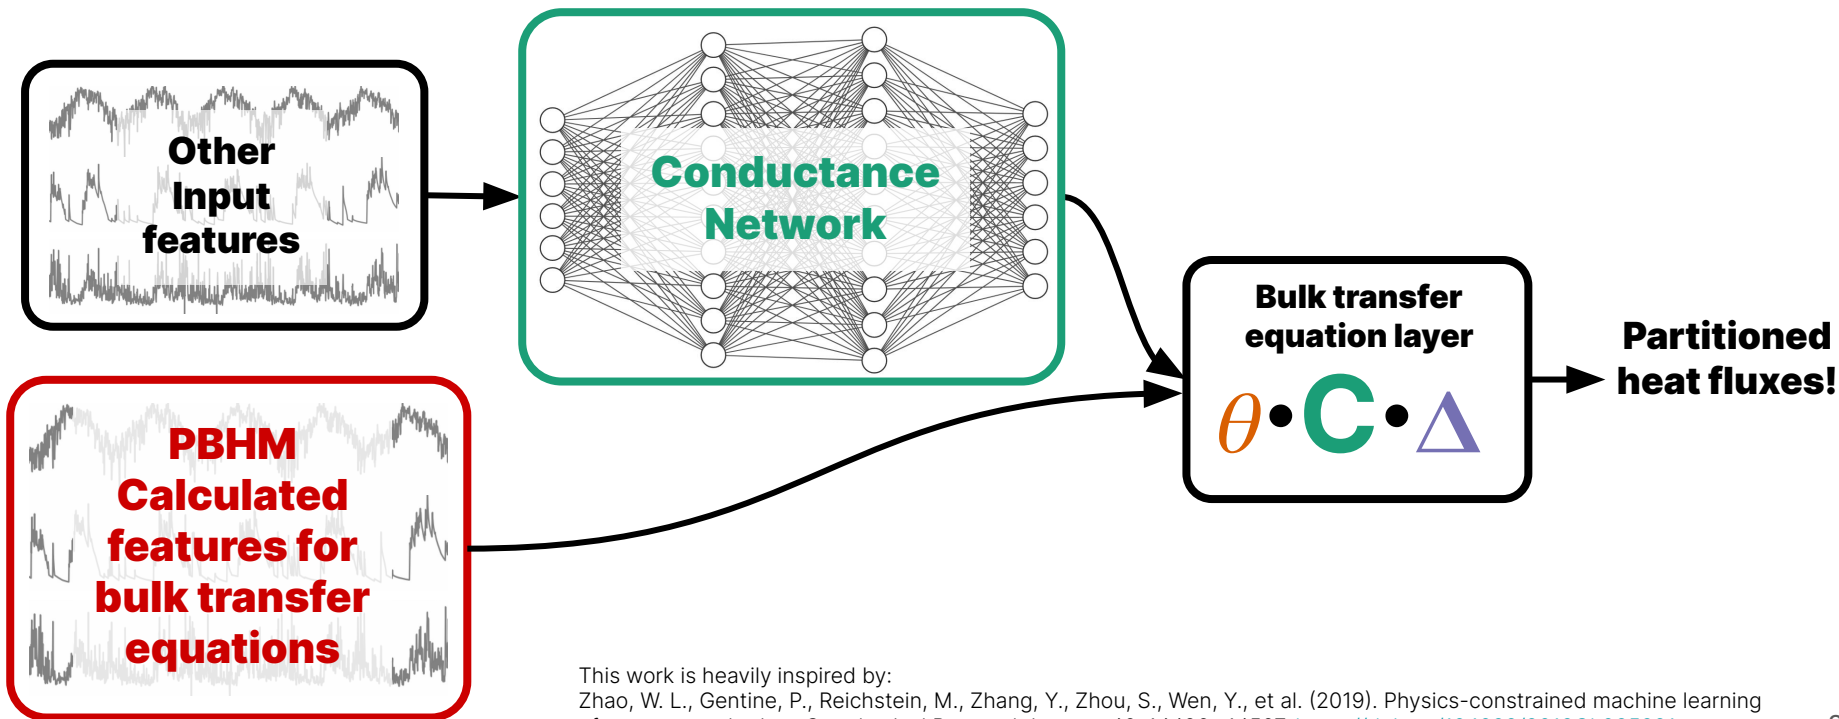 Other
Input
features
Conductance
Network
PBHM
Calculated
features for
bulk transfer
equations
Bulk transfer
equation layer
θ•C•Δ
Partitioned
heat fluxes!
This work is heavily inspired by:
Zhao, W. L., Gentine, P., Reichstein, M., Zhang, Y., Zhou, S., Wen, Y., et al. (2019). Physics-constrained machine learning